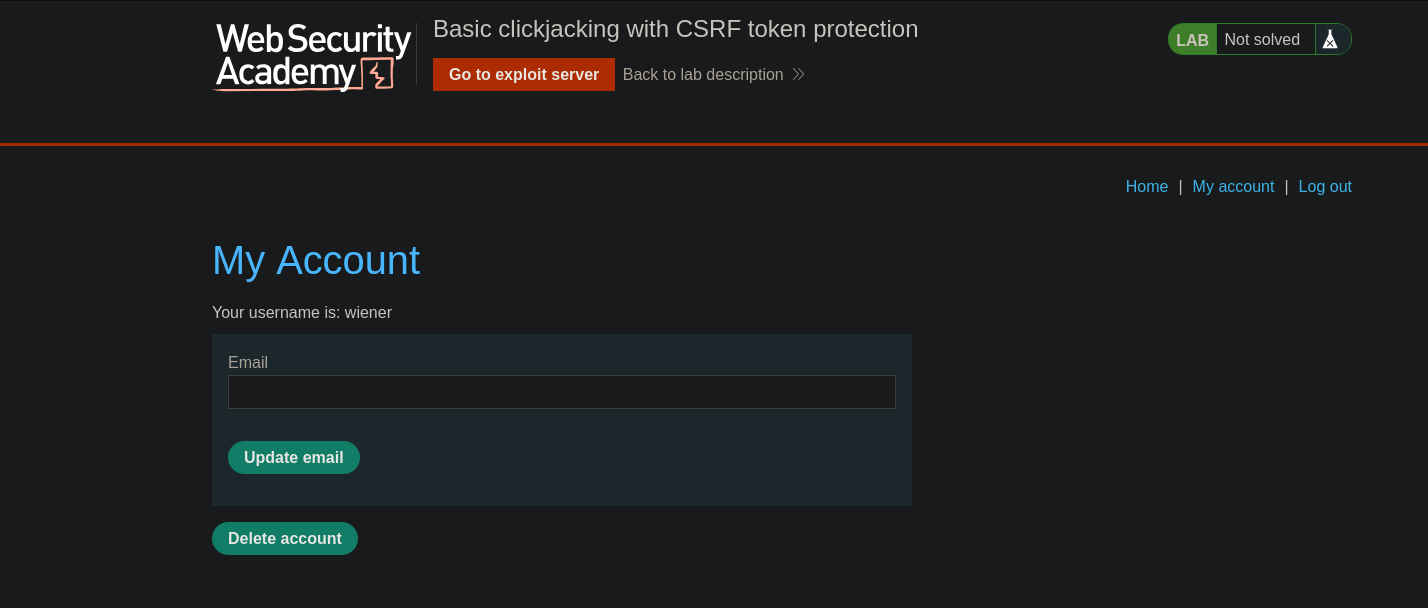 Web Security
Academy
Basic clickjacking with CSRF token protection
Go to exploit server
Back to lab description
LAB
Not solved
Home | My account | Log out
My Account
Your username is: wiener
Email
Update email
Delete account